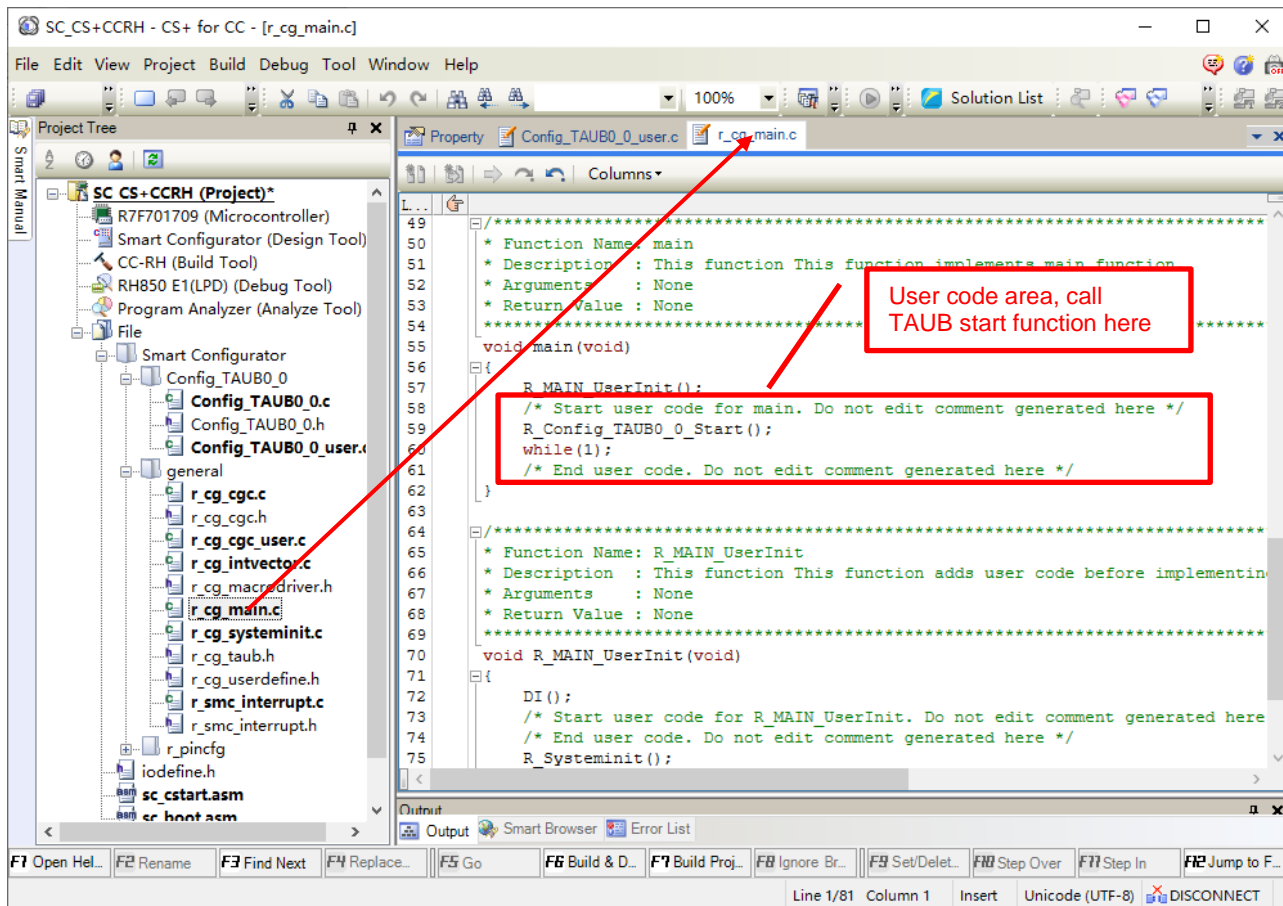 SC_CS+CCRH - CS+ for CC - [r_cg_main.c]
File Edit View Project Build Debug Tool Window Help
100%
Solution List
OFF
Smart Manual
Project Tree
SC_CS+CCRH (Project)*
R7F701709 (Microcontroller)
Smart Configurator (Design Tool)
CC-RH (Build Tool)
RH850 E1(LPD) (Debug Tool)
Program Analyzer (Analyze Tool)
File
Smart Configurator
Config_TAUB0_0
Config_TAUB0_0.c
Config_TAUB0_0.h
Config_TAUB0_0_user.c
general
r_cg_cgc.c
r_cg_cgc.h
r_cg_cgc_user.c
r_cg_intvector.c
r_cg_macrodriver.h
r_cg_main.c
r_cg_systeminit.c
r_cg_taub.h
r_cg_userdefine.h
r_smc_interrupt.c
r_smc_interrupt.h
r_pincfg
iodefine.h
sc_cstart.asm
sc_boot.asm
Property Config_TAUB0_0_user.c r_cg_main.c
Columns
L...
49 /******************************************************************************
50 * Function Name: main
51 * Description : This function This function implements main function
52 * Arguments : None
53 * Return Value : None
54 ******************************************************************************
55 void main(void)
56 {
57 R_MAIN_UserInit();
58 /* Start user code for main. Do not edit comment generated here */
59 R_Config_TAUB0_0_Start();
60 while(1);
61 /* End user code. Do not edit comment generated here */
62 }
63
64 /******************************************************************************
65 * Function Name: R_MAIN_UserInit
66 * Description : This function This function adds user code before implementin
67 * Arguments : None
68 * Return Value : None
69 ******************************************************************************
70 void R_MAIN_UserInit(void)
71 {
72 DI();
73 /* Start user code for R_MAIN_UserInit. Do not edit comment generated here
74 /* End user code. Do not edit comment generated here */
75 R_Systeminit();
User code area, call
TAUB start function here
Output
Output Smart Browser Error List
F1 Open Hel... F2 Rename F3 Find Next F4 Replace... F5 Go F6 Build & D... F7 Build Proj... F8 Ignore Br... F9 Set/Delet... F10 Step Over F11 Step In F12 Jump to F...
Line 1/81 Column 1 Insert Unicode (UTF-8) DISCONNECT